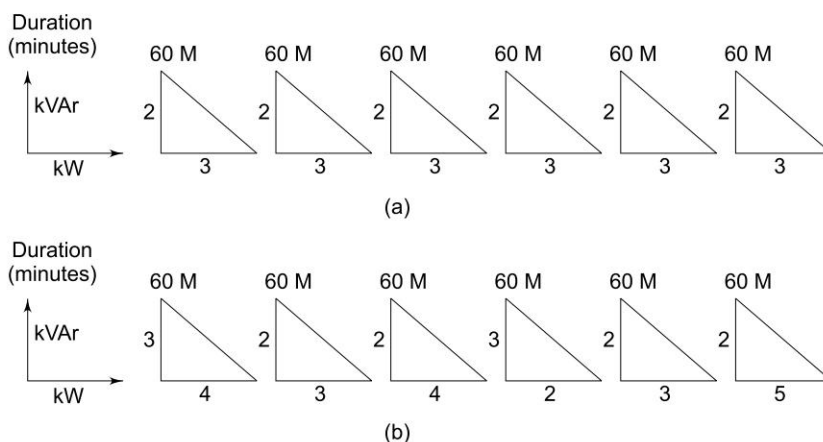 Duration
(minutes)
60 M 60 M 60 M 60 M 60 M 60 M
kVAr
2 2 2 2 2 2
kW
3 3 3 3 3 3
(a)
Duration
(minutes)
60 M 60 M 60 M 60 M 60 M 60 M
kVAr
3 2 2 3 2 2
kW
4 3 4 2 3 5
(b)